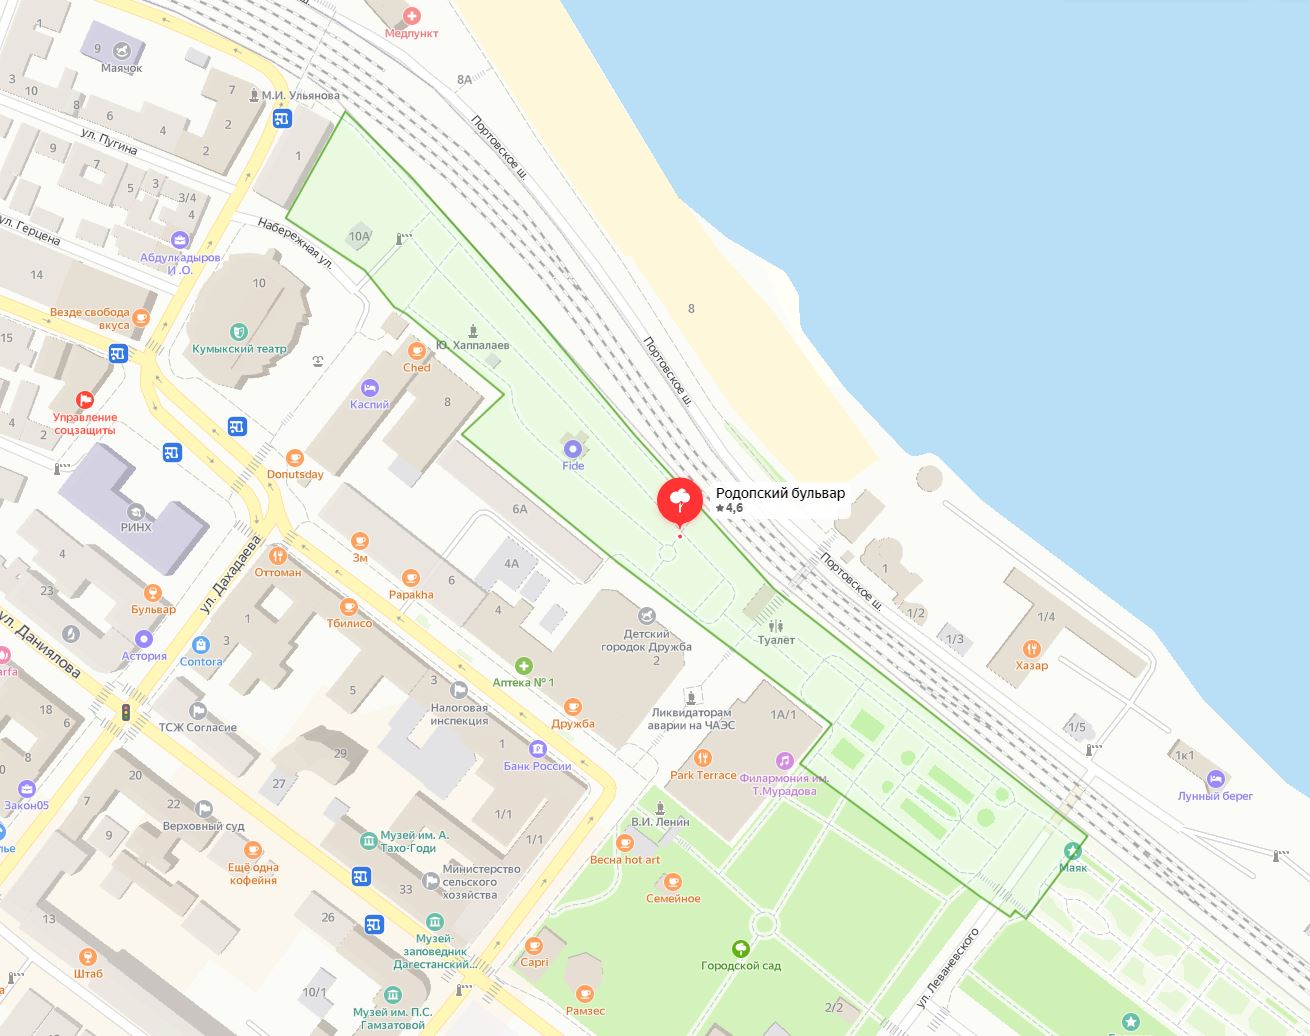 Медпункт
1
9
Маячок
3
10
8
6
4
7
2
2
8А
М.И. Ульянова
ул. Пугина
Портовское ш.
9
7
5
3
3/4
4
1
ул. Герцена
Абдулкадыров
И .О.
Набережная ул.
10А
14
10
Везде свобода
вкуса
15
Кумыкский театр
8
Ю. Хаппалаев
Ched
Портовское ш.
Каспий
8
Управление
соцзащиты
4
2
Fide
Donutsday
Родопский бульвар
4,6
РИНХ
6А
4
Оттоман
3м
4А
Papakha
6
Портовское ш.
1
23
Бульвар
ул. Дахадаева
1
Тбилисо
4
1/2
1/3
1/4
ул. Даниялова
3
Астория
Contora
Детский
городок Дружба
2
Туалет
Хазар
arfa
5
3
Аптека № 1
Налоговая
инспекция
18
6
ТСЖ Согласие
Дружба
Ликвидаторам
аварии на ЧАЭС
1А/1
1/5
8
29
1
Банк России
1к1
0
20
27
Park Terrace
Филармония им.
Т.Мурадова
Лунный берег
Закон05
7
22
Верховный суд
1/1
В.И. Ленин
9
1/1
лье
Музей им. А.
Тахо-Годи
Весна hot art
Маяк
Ещё одна
кофейня
33
Министерство
сельского
хозяйства
Семейное
13
26
Музей-
заповедник
Дагестанский...
Capri
Городской сад
ул. Леваневского
Штаб
10/1
Музей им. П.С.
Гамзатовой
Рамзес
2/2